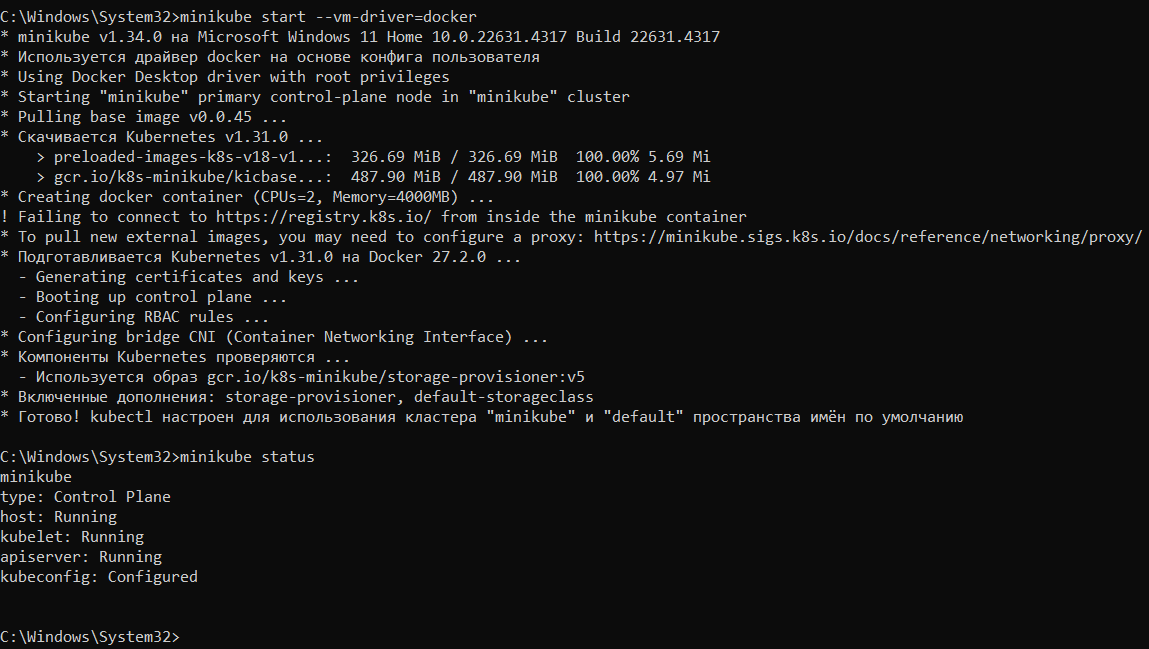 C:\Windows\System32>minikube start --vm-driver=docker
* minikube v1.34.0 на Microsoft Windows 11 Home 10.0.22631.4317 Build 22631.4317
* Используется драйвер docker на основе конфига пользователя
* Using Docker Desktop driver with root privileges
* Starting "minikube" primary control-plane node in "minikube" cluster
* Pulling base image v0.0.45 ...
* Скачивается Kubernetes v1.31.0 ...
    > preloaded-images-k8s-v18-v1...:  326.69 MiB / 326.69 MiB  100.00% 5.69 Mi
    > gcr.io/k8s-minikube/kicbase...:  487.90 MiB / 487.90 MiB  100.00% 4.97 Mi
* Creating docker container (CPUs=2, Memory=4000MB) ...
! Failing to connect to https://registry.k8s.io/ from inside the minikube container
* To pull new external images, you may need to configure a proxy: https://minikube.sigs.k8s.io/docs/reference/networking/proxy/
* Подготавливается Kubernetes v1.31.0 на Docker 27.2.0 ...
  - Generating certificates and keys ...
  - Booting up control plane ...
  - Configuring RBAC rules ...
* Configuring bridge CNI (Container Networking Interface) ...
* Компоненты Kubernetes проверяются ...
  - Используется образ gcr.io/k8s-minikube/storage-provisioner:v5
* Включенные дополнения: storage-provisioner, default-storageclass
* Готово! kubectl настроен для использования кластера "minikube" и "default" пространства имён по умолчанию
C:\Windows\System32>minikube status
minikube
type: Control Plane
host: Running
kubelet: Running
apiserver: Running
kubeconfig: Configured
C:\Windows\System32>